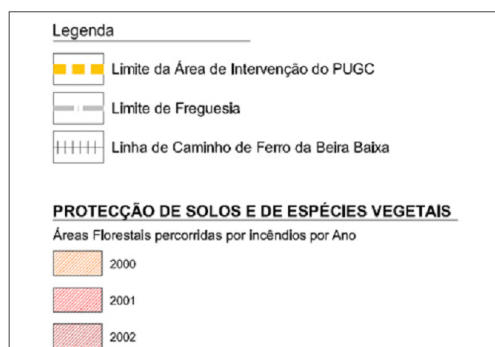 Legenda
Limite da Área de Intervenção do PUGC
Limite de Freguesia
Linha de Caminho de Ferro da Beira Baixa
PROTECÇÃO DE SOLOS E DE ESPÉCIES VEGETAIS
Áreas Florestais percorridas por incêndios por Ano
2000
2001
2002